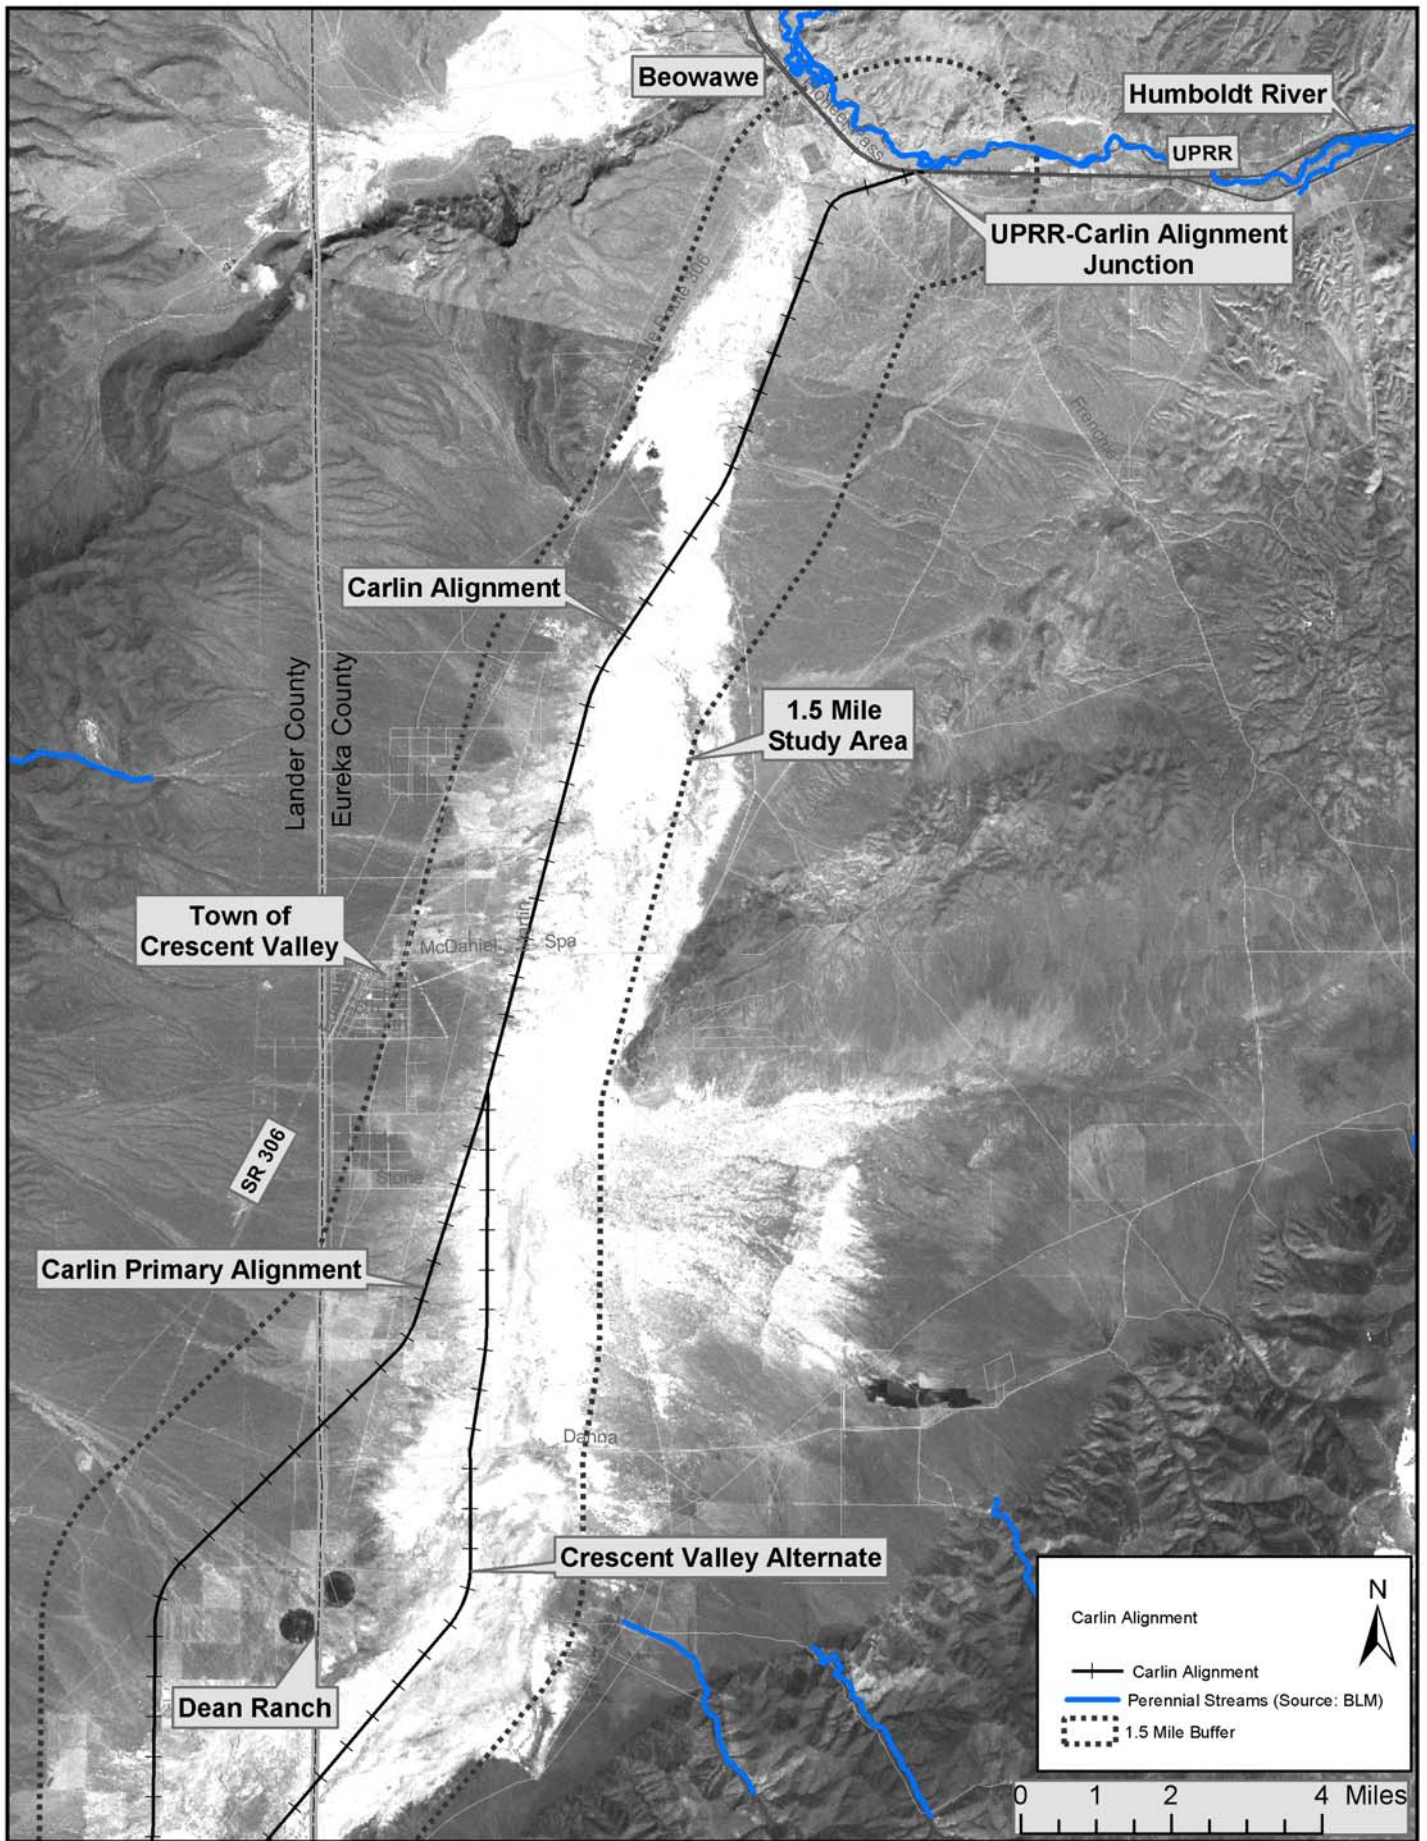 Beowawe
Humboldt River
UPRR
UPRR-Carlin Alignment
Junction
Carlin Alignment
Lander County
Eureka County
1.5 Mile
Study Area
Town of
Crescent Valley
McDaniel
Spa
SR 306
Stone
Carlin Primary Alignment
Danna
Crescent Valley Alternate
Dean Ranch
N
Carlin Alignment
Carlin Alignment
Perennial Streams (Source: BLM)
1.5 Mile Buffer
0 1 2 4 Miles